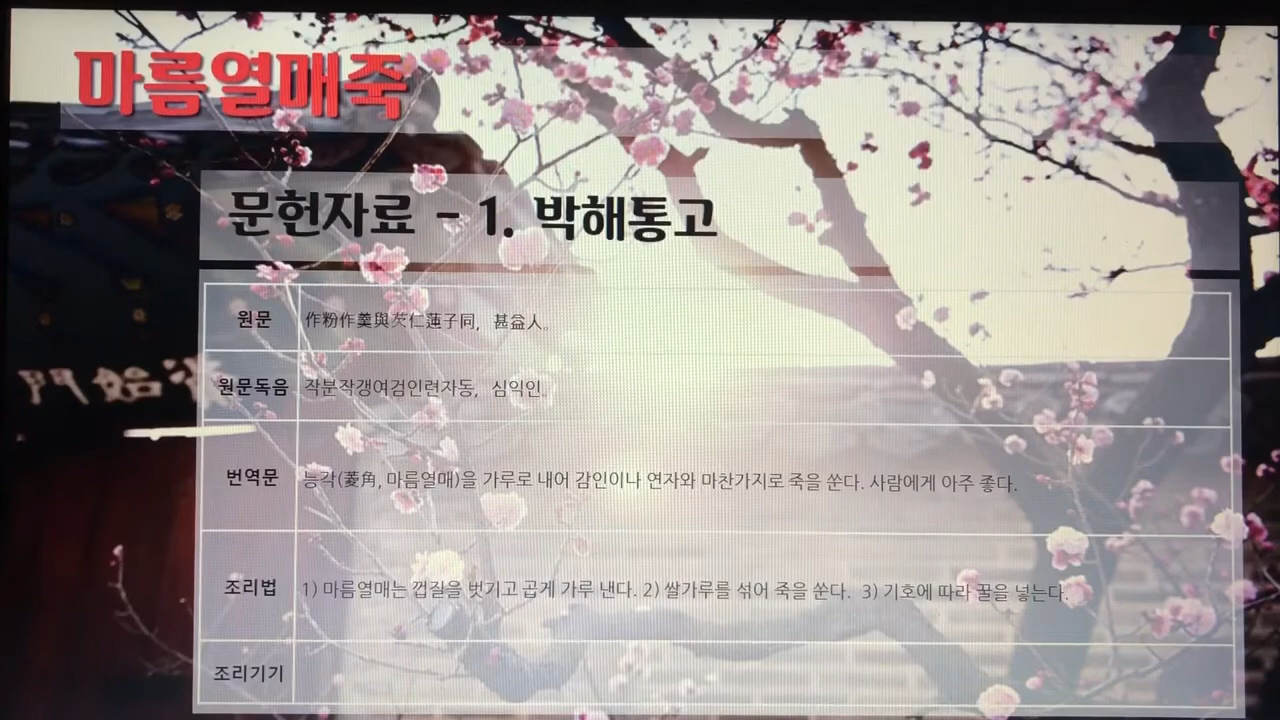 마름열매죽
문헌자료 - 1. 박해통고
원문 作粉作羹與芡仁蓮子同, 甚益人。
원문독음 작분작갱여검인련자동, 심익인.
번역문 능각(菱角, 마름열매)을 가루로 내어 감인이나 연자와 마찬가지로 죽을 쑨다. 사람에게 아주 좋다.
조리법 1) 마름열매는 껍질을 벗기고 곱게 가루 낸다. 2) 쌀가루를 섞어 죽을 쑨다. 3) 기호에 따라 꿀을 넣는다.
조리기기
門始